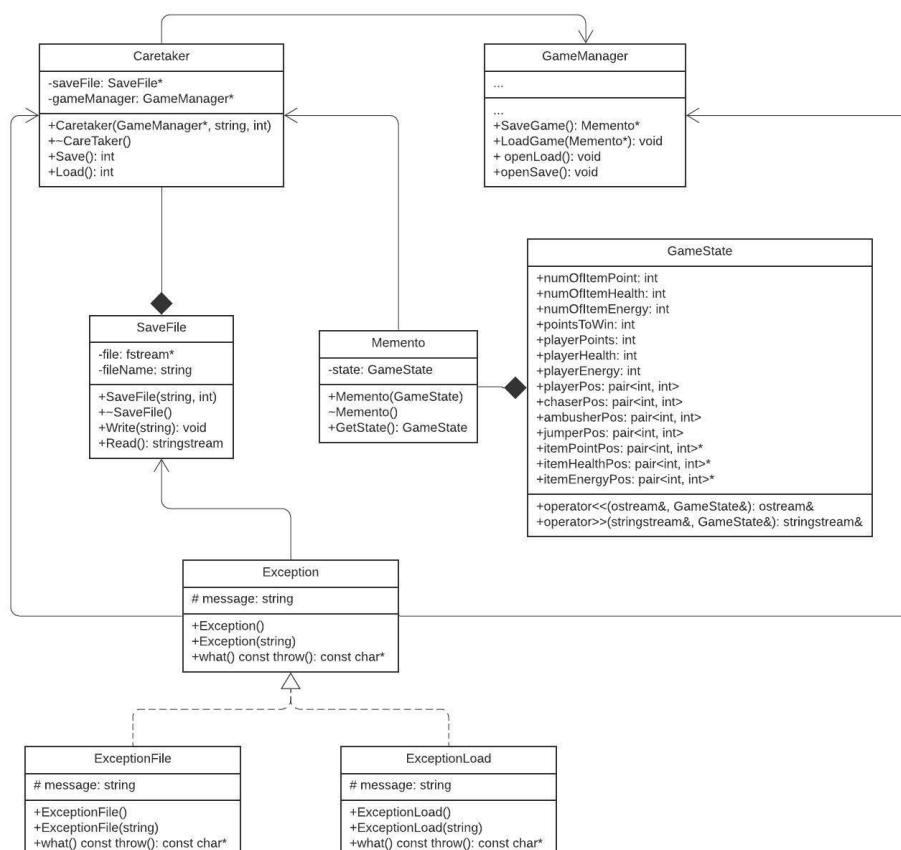 Caretaker
-saveFile: SaveFile*
-gameManager: GameManager*
+Caretaker(GameManager*, string, int)
+~CareTaker()
+Save(): int
+Load(): int
GameManager
...
...
+SaveGame(): Memento*
+LoadGame(Memento*): void
+ openLoad(): void
+openSave(): void
SaveFile
-file: fstream*
-fileName: string
+SaveFile(string, int)
+~SaveFile()
+Write(string): void
+Read(): stringstream
Memento
-state: GameState
+Memento(GameState)
~Memento()
+GetState(): GameState
GameState
+numOfItemPoint: int
+numOfItemHealth: int
+numOfItemEnergy: int
+pointsToWin: int
+playerPoints: int
+playerHealth: int
+playerEnergy: int
+playerPos: pair<int, int>
+chaserPos: pair<int, int>
+ambusherPos: pair<int, int>
+jumperPos: pair<int, int>
+itemPointPos: pair<int, int>*
+itemHealthPos: pair<int, int>*
+itemEnergyPos: pair<int, int>*
+operator<<(ostream&, GameState&): ostream&
+operator>>(stringstream&, GameState&): stringstream&
Exception
# message: string
+Exception()
+Exception(string)
+what() const throw(): const char*
ExceptionFile
# message: string
+ExceptionFile()
+ExceptionFile(string)
+what() const throw(): const char*
ExceptionLoad
# message: string
+ExceptionLoad()
+ExceptionLoad(string)
+what() const throw(): const char*